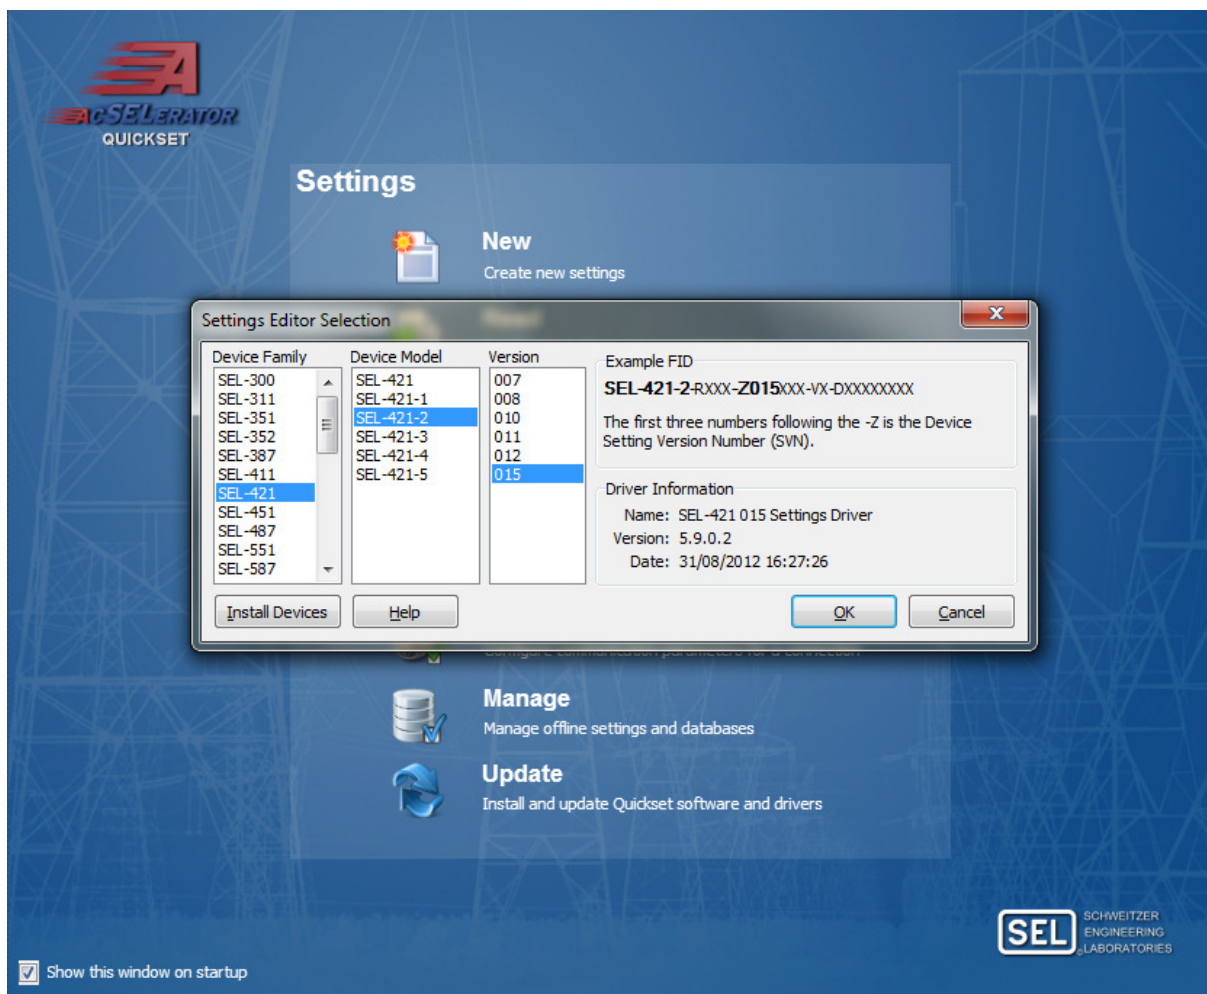 A
ACSELERATOR
QUICKSET
Settings
New
Create new settings
Read
Settings Editor Selection
X
Device Family
SEL-300
SEL-311
SEL-351
SEL-352
SEL-387
SEL-411
SEL-421
SEL-451
SEL-487
SEL-551
SEL-587
Device Model
SEL-421
SEL-421-1
SEL-421-2
SEL-421-3
SEL-421-4
SEL-421-5
Version
007
008
010
011
012
015
Example FID
SEL-421-2-RXXX-Z015XXX-VX-DXXXXXXXX
The first three numbers following the -Z is the Device
Setting Version Number (SVN).
Driver Information
Name: SEL-421 015 Settings Driver
Version: 5.9.0.2
Date: 31/08/2012 16:27:26
Install Devices
Help
OK
Cancel
Configure communication parameters for a connection
Manage
Manage offline settings and databases
Update
Install and update Quickset software and drivers
SEL
SCHWEITZER
ENGINEERING
LABORATORIES
Show this window on startup